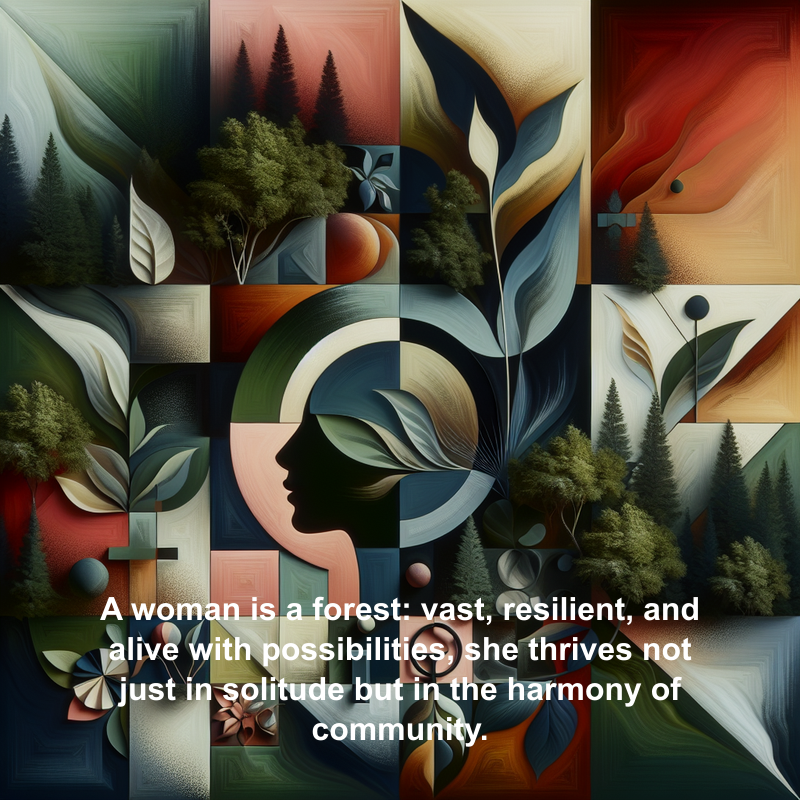 A woman is a forest: vast, resilient, and
alive with possibilities, she thrives not
just in solitude but in the harmony of
community.